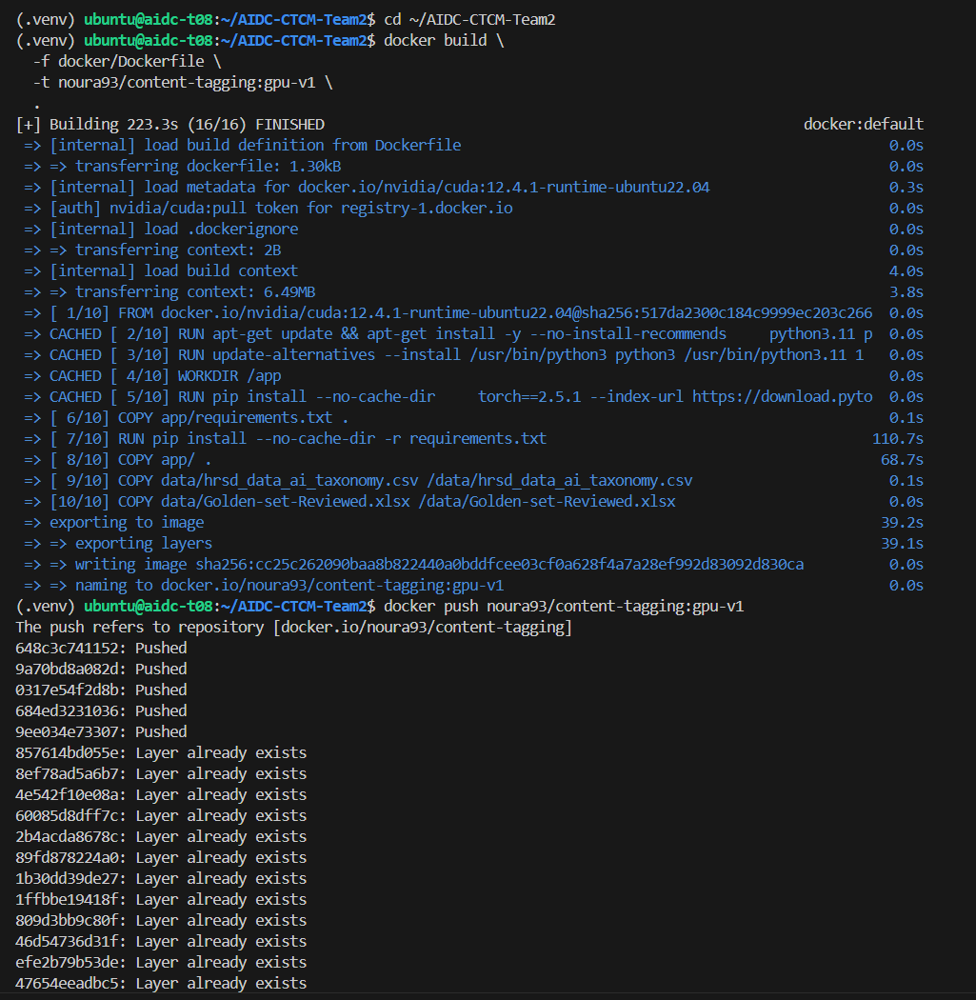 (.venv) ubuntu@aidc-t08:~/AIDC-CTCM-Team2$ cd ~/AIDC-CTCM-Team2
(.venv) ubuntu@aidc-t08:~/AIDC-CTCM-Team2$ docker build \
  -f docker/Dockerfile \
  -t noura93/content-tagging:gpu-v1 \
  .
[+] Building 223.3s (16/16) FINISHED docker:default
 => [internal] load build definition from Dockerfile 0.0s
 => => transferring dockerfile: 1.30kB 0.0s
 => [internal] load metadata for docker.io/nvidia/cuda:12.4.1-runtime-ubuntu22.04 0.3s
 => [auth] nvidia/cuda:pull token for registry-1.docker.io 0.0s
 => [internal] load .dockerignore 0.0s
 => => transferring context: 2B 0.0s
 => [internal] load build context 4.0s
 => => transferring context: 6.49MB 3.8s
 => [ 1/10] FROM docker.io/nvidia/cuda:12.4.1-runtime-ubuntu22.04@sha256:517da2300c184c9999ec203c266 0.0s
 => CACHED [ 2/10] RUN apt-get update && apt-get install -y --no-install-recommends     python3.11 p 0.0s
 => CACHED [ 3/10] RUN update-alternatives --install /usr/bin/python3 python3 /usr/bin/python3.11 1 0.0s
 => CACHED [ 4/10] WORKDIR /app 0.0s
 => CACHED [ 5/10] RUN pip install --no-cache-dir     torch==2.5.1 --index-url https://download.pyto 0.0s
 => [ 6/10] COPY app/requirements.txt . 0.1s
 => [ 7/10] RUN pip install --no-cache-dir -r requirements.txt 110.7s
 => [ 8/10] COPY app/ . 68.7s
 => [ 9/10] COPY data/hrsd_data_ai_taxonomy.csv /data/hrsd_data_ai_taxonomy.csv 0.1s
 => [10/10] COPY data/Golden-set-Reviewed.xlsx /data/Golden-set-Reviewed.xlsx 0.0s
 => exporting to image 39.2s
 => => exporting layers 39.1s
 => => writing image sha256:cc25c262090baa8b822440a0bddfcee03cf0a628f4a7a28ef992d83092d830ca 0.0s
 => => naming to docker.io/noura93/content-tagging:gpu-v1 0.0s
(.venv) ubuntu@aidc-t08:~/AIDC-CTCM-Team2$ docker push noura93/content-tagging:gpu-v1
The push refers to repository [docker.io/noura93/content-tagging]
648c3c741152: Pushed
9a70bd8a082d: Pushed
0317e54f2d8b: Pushed
684ed3231036: Pushed
9ee034e73307: Pushed
857614bd055e: Layer already exists
8ef78ad5a6b7: Layer already exists
4e542f10e08a: Layer already exists
60085d8dff7c: Layer already exists
2b4acda8678c: Layer already exists
89fd878224a0: Layer already exists
1b30dd39de27: Layer already exists
1ffbbe19418f: Layer already exists
809d3bb9c80f: Layer already exists
46d54736d31f: Layer already exists
efe2b79b53de: Layer already exists
47654eeadbc5: Layer already exists